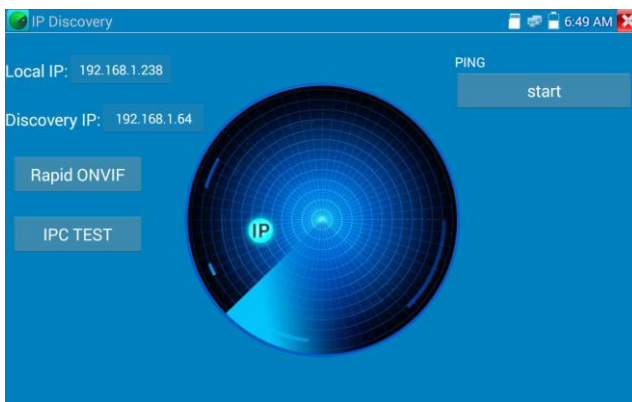 IP Discovery
6:49 AM
Local IP: 192.168.1.238
PING
start
Discovery IP: 192.168.1.64
Rapid ONVIF
IP
IPC TEST